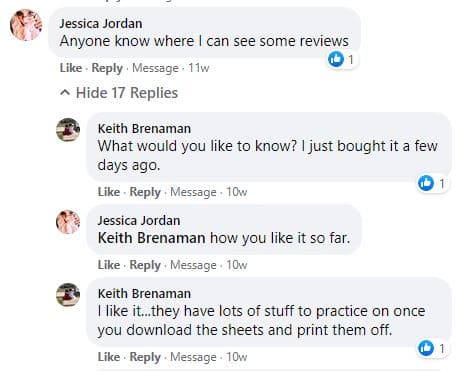 Jessica Jordan
Anyone know where I can see some reviews
1
Like · Reply · Message · 11w
Hide 17 Replies
Keith Brenaman
What would you like to know? I just bought it a few
days ago.
1
Like · Reply · Message · 10w
Jessica Jordan
Keith Brenaman how you like it so far.
Like · Reply · Message · 10w
Keith Brenaman
I like it...they have lots of stuff to practice on once
you download the sheets and print them off.
1
Like · Reply · Message · 10w